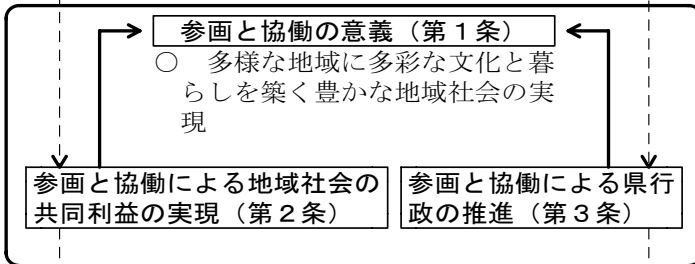 参画と協働の意義（第１条）
○　多様な地域に多彩な文化と暮
らしを築く豊かな地域社会の実
現
参画と協働による地域社会の
共同利益の実現（第２条）
参画と協働による県行
政の推進（第３条）